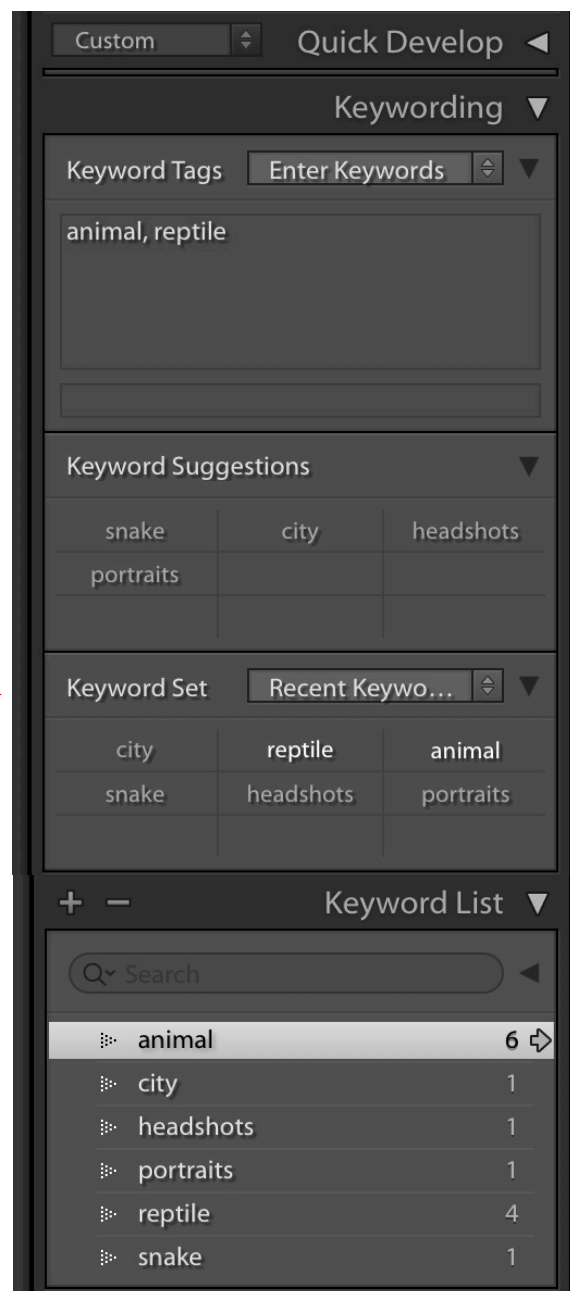 Custom Quick Develop
Keywording
Keyword Tags Enter Keywords
animal, reptile
Keyword Suggestions
snake city headshots
portraits
Keyword Set Recent Keywo...
city reptile animal
snake headshots portraits
+ − Keyword List
Search
animal 6
city 1
headshots 1
portraits 1
reptile 4
snake 1